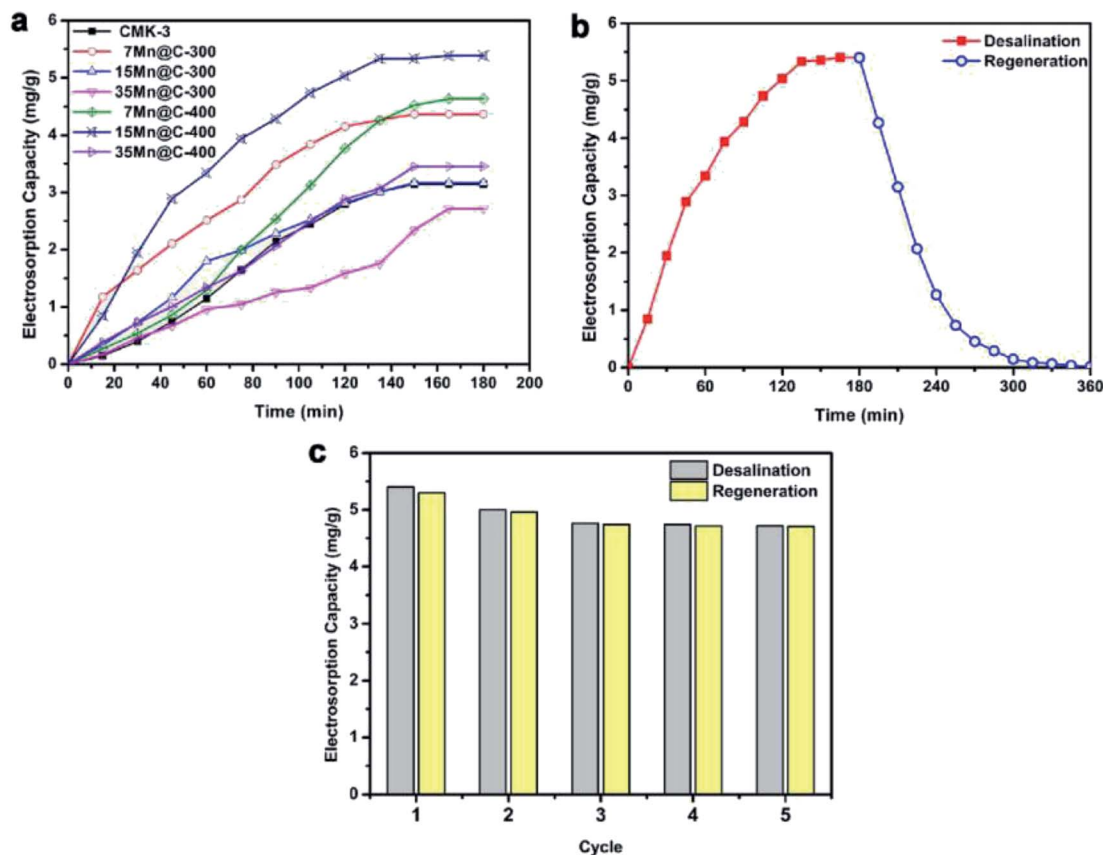 a
CMK-3
7Mn@C-300
15Mn@C-300
35Mn@C-300
7Mn@C-400
15Mn@C-400
35Mn@C-400
Electrosorption Capacity (mg/g)
6
5
4
3
2
1
0
0 20 40 60 80 100 120 140 160 180 200
Time (min)
b
Desalination
Regeneration
Electrosorption Capacity (mg/g)
6
5
4
3
2
1
0
0 60 120 180 240 300 360
Time (min)
c
Desalination
Regeneration
Electrosorption Capacity (mg/g)
6
5
4
3
2
1
0
1 2 3 4 5
Cycle